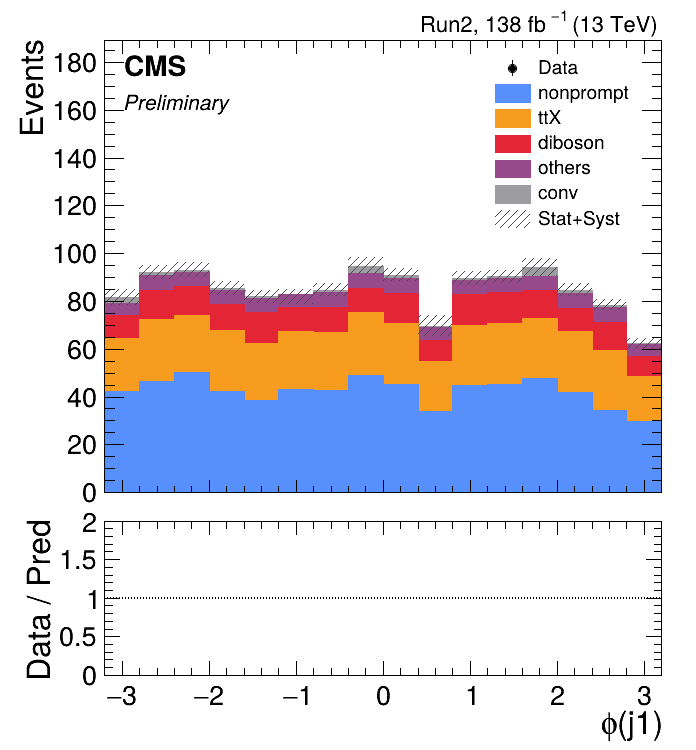 Run2, 138 fb⁻¹ (13 TeV)
Events
CMS
Preliminary
Data
nonprompt
ttX
diboson
others
conv
Stat+Syst
180
160
140
120
100
80
60
40
20
0
Data / Pred
2
1.5
1
0.5
0
−3 −2 −1 0 1 2 3
ϕ(j1)